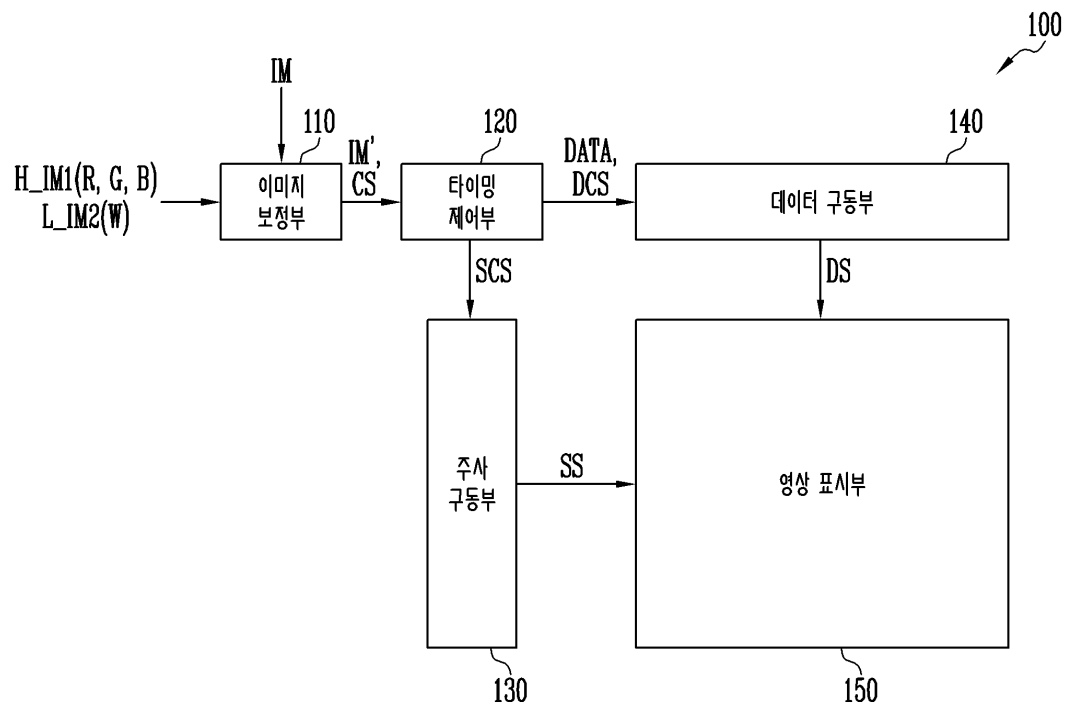 100
IM
110
120
140
H_IM1(R, G, B)
L_IM2(W)
이미지
보정부
IM',
CS
타이밍
제어부
DATA,
DCS
데이터 구동부
SCS
DS
주사
구동부
SS
영상 표시부
130
150